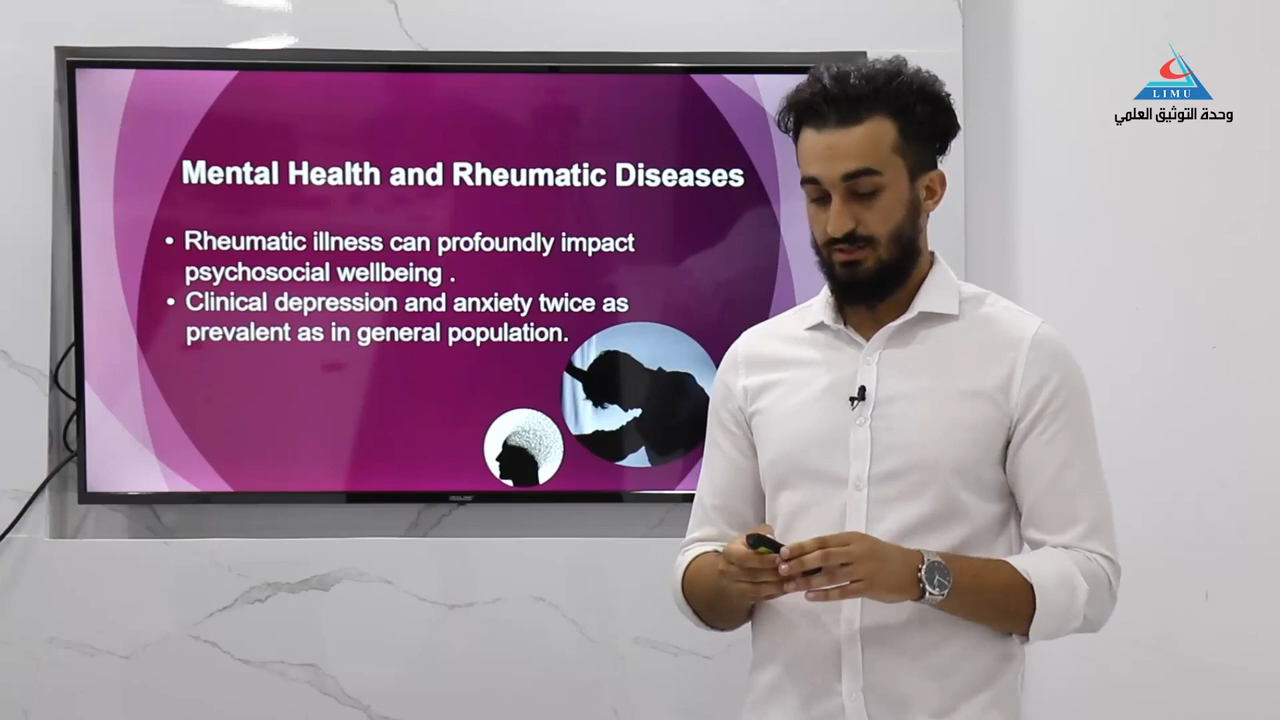 Mental Health and Rheumatic Diseases
• Rheumatic illness can profoundly impact
psychosocial wellbeing .
• Clinical depression and anxiety twice as
prevalent as in general population.
LIMU
وحدة التوثيق العلمي